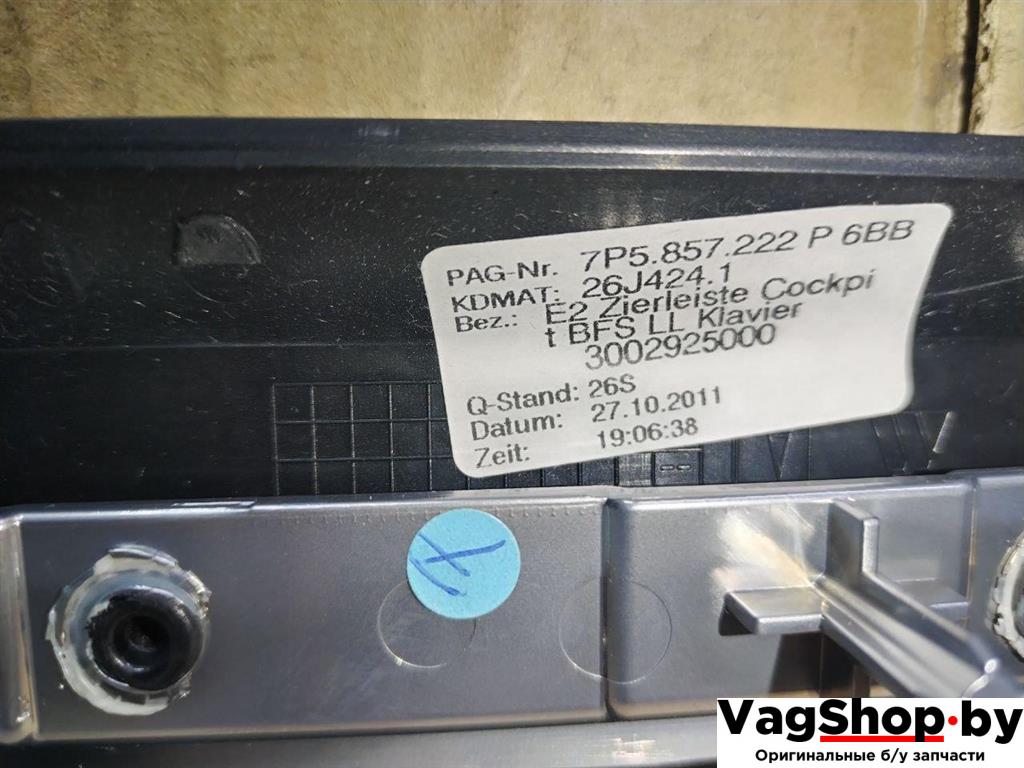 PAG-Nr. 7P5.857.222 P 6BB
KDMAT: 26J424.1
Bez.: E2 Zierleiste Cockpi
t BFS LL Klavier
3002925000
Q-Stand: 26S
Datum: 27.10.2011
Zeit: 19:06:38
VagShop.by
Оригинальные б/у запчасти